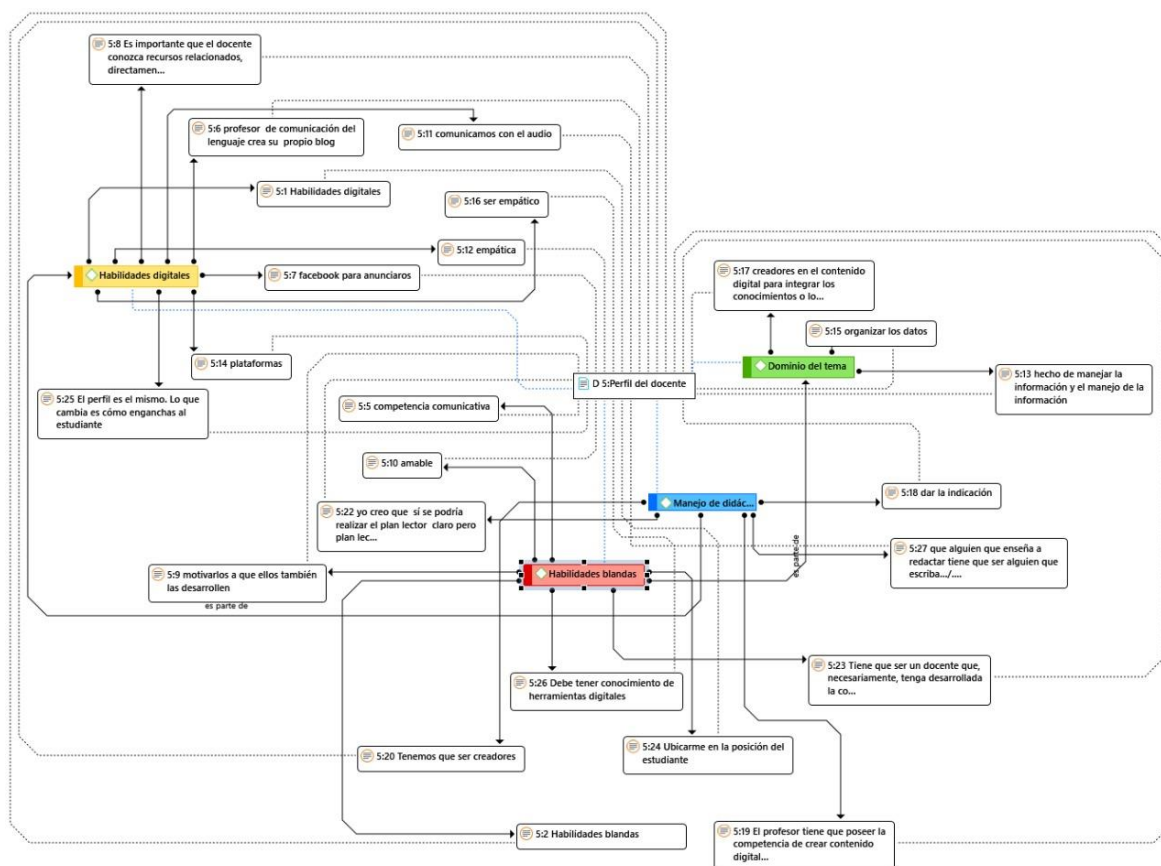 5:8 Es importante que el docente
conozca recursos relacionados,
directamen...
5:6 profesor de comunicación del
lenguaje crea su propio blog
5:11 comunicamos con el audio
5:1 Habilidades digitales
5:16 ser empático
5:12 empática
Habilidades digitales
5:7 facebook para anunciaros
5:17 creadores en el contenido
digital para integrar los
conocimientos o lo...
5:15 organizar los datos
5:14 plataformas
Dominio del tema
D 5:Perfil del docente
5:13 hecho de manejar la
información y el manejo de la
información
5:25 El perfil es el mismo. Lo que
cambia es cómo enganchas al
estudiante
5:5 competencia comunicativa
5:10 amable
5:18 dar la indicación
Manejo de didác...
5:22 yo creo que sí se podría
realizar el plan lector claro pero
plan lec...
es parte de
5:27 que alguien que enseña a
redactar tiene que ser alguien que
escriba.../....
5:9 motivarlos a que ellos también
las desarrollen
Habilidades blandas
es parte de
5:23 Tiene que ser un docente que,
necesariamente, tenga desarrollada
la co...
5:26 Debe tener conocimiento de
herramientas digitales
5:24 Ubicarme en la posición del
estudiante
5:20 Tenemos que ser creadores
5:2 Habilidades blandas
5:19 El profesor tiene que poseer la
competencia de crear contenido
digital...